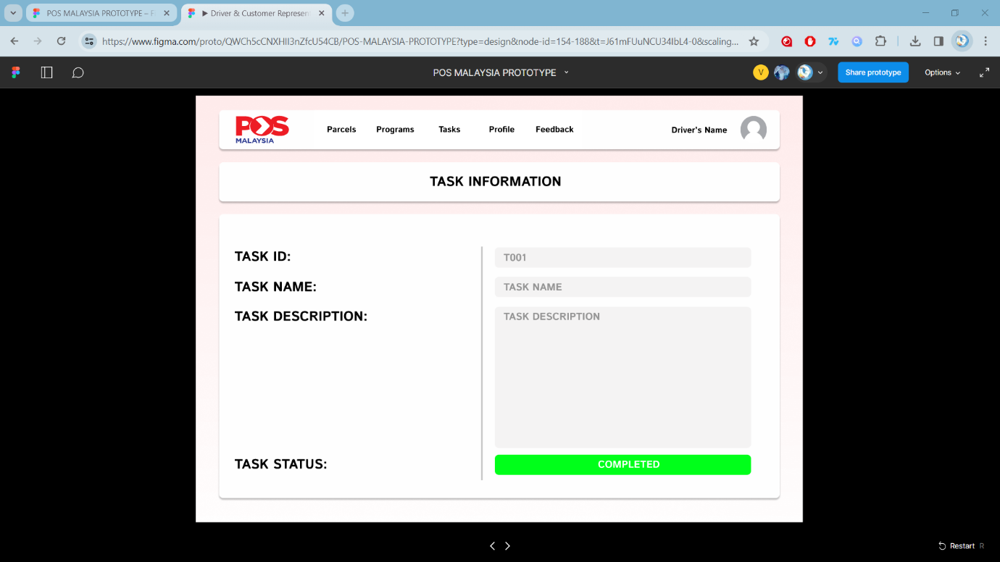 POS MALAYSIA PROTOTYPE – F
Driver & Customer Represen
https://www.figma.com/proto/QWCh5cCNXHII3nZfcU54CB/POS-MALAYSIA-PROTOTYPE?type=design&node-id=154-188&t=J61mFUuNCU34IbL4-0&scaling...
POS MALAYSIA PROTOTYPE
V
Share prototype
Options
POS
MALAYSIA
Parcels
Programs
Tasks
Profile
Feedback
Driver's Name
TASK INFORMATION
TASK ID:
T001
TASK NAME:
TASK NAME
TASK DESCRIPTION:
TASK DESCRIPTION
TASK STATUS:
COMPLETED
Restart R